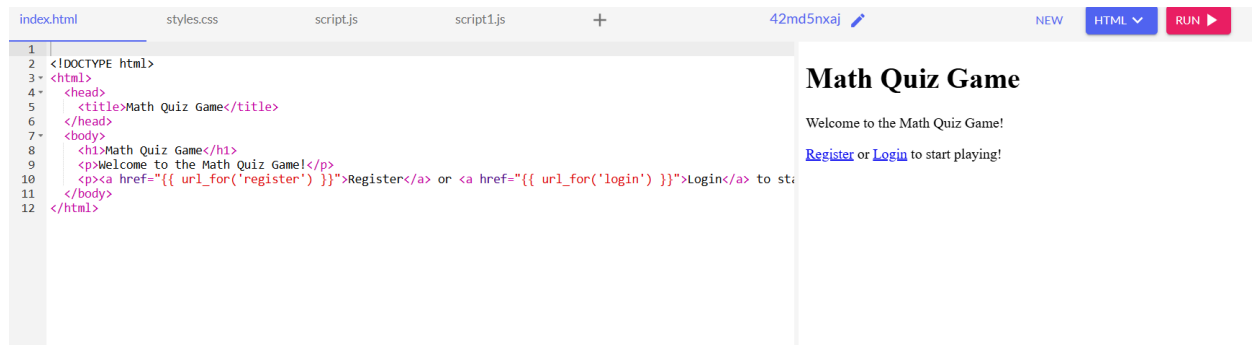 index.html styles.css script.js script1.js + 42md5nxaj NEW HTML RUN
1
2 <!DOCTYPE html>
3 <html>
4 <head>
5 <title>Math Quiz Game</title>
6 </head>
7 <body>
8 <h1>Math Quiz Game</h1>
9 <p>Welcome to the Math Quiz Game!</p>
10 <p><a href="{{ url_for('register') }}">Register</a> or <a href="{{ url_for('login') }}">Login</a> to sta
11 </body>
12 </html>
Math Quiz Game
Welcome to the Math Quiz Game!
Register or Login to start playing!